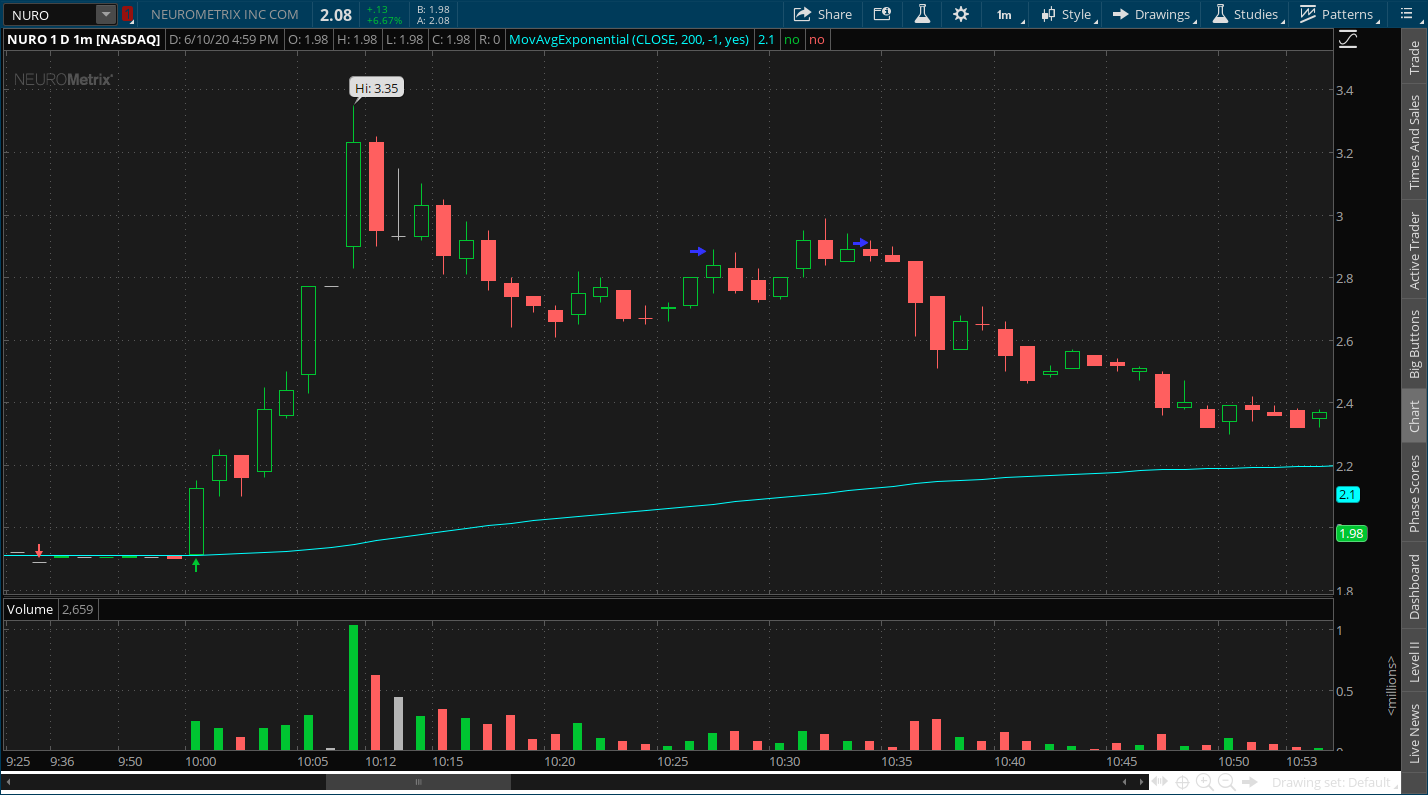 NURO 1 NEUROMETRIX INC COM 2.08 +.13 +6.67% B: 1.98 A: 2.08 Share 1m Style Drawings Studies Patterns
NURO 1 D 1m [NASDAQ] D: 6/10/20 4:59 PM O: 1.98 H: 1.98 L: 1.98 C: 1.98 R: 0 MovAvgExponential (CLOSE, 200, -1, yes) 2.1 no no
NEUROMetrix
Hi: 3.35
3.4
3.2
3
2.8
2.6
2.4
2.2
2.1
1.98
1.8
Volume 2,659
1
0.5
0
<millions>
9:25 9:36 9:50 10:00 10:05 10:12 10:15 10:20 10:25 10:30 10:35 10:40 10:45 10:50 10:53
Drawing set: Default
Trade
Times And Sales
Active Trader
Big Buttons
Chart
Phase Scores
Dashboard
Level II
Live News